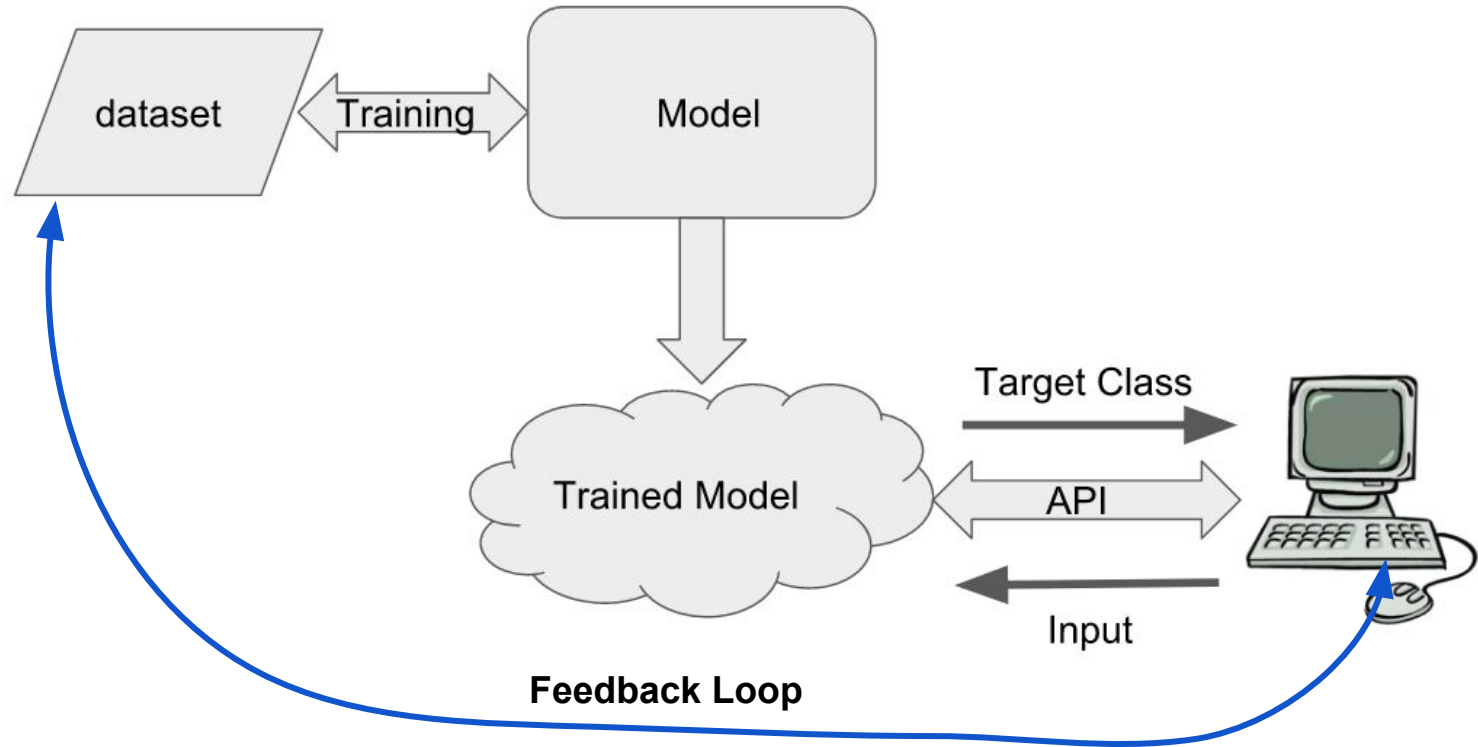 dataset
Training
Model
Target Class
Trained Model
API
Input
Feedback Loop